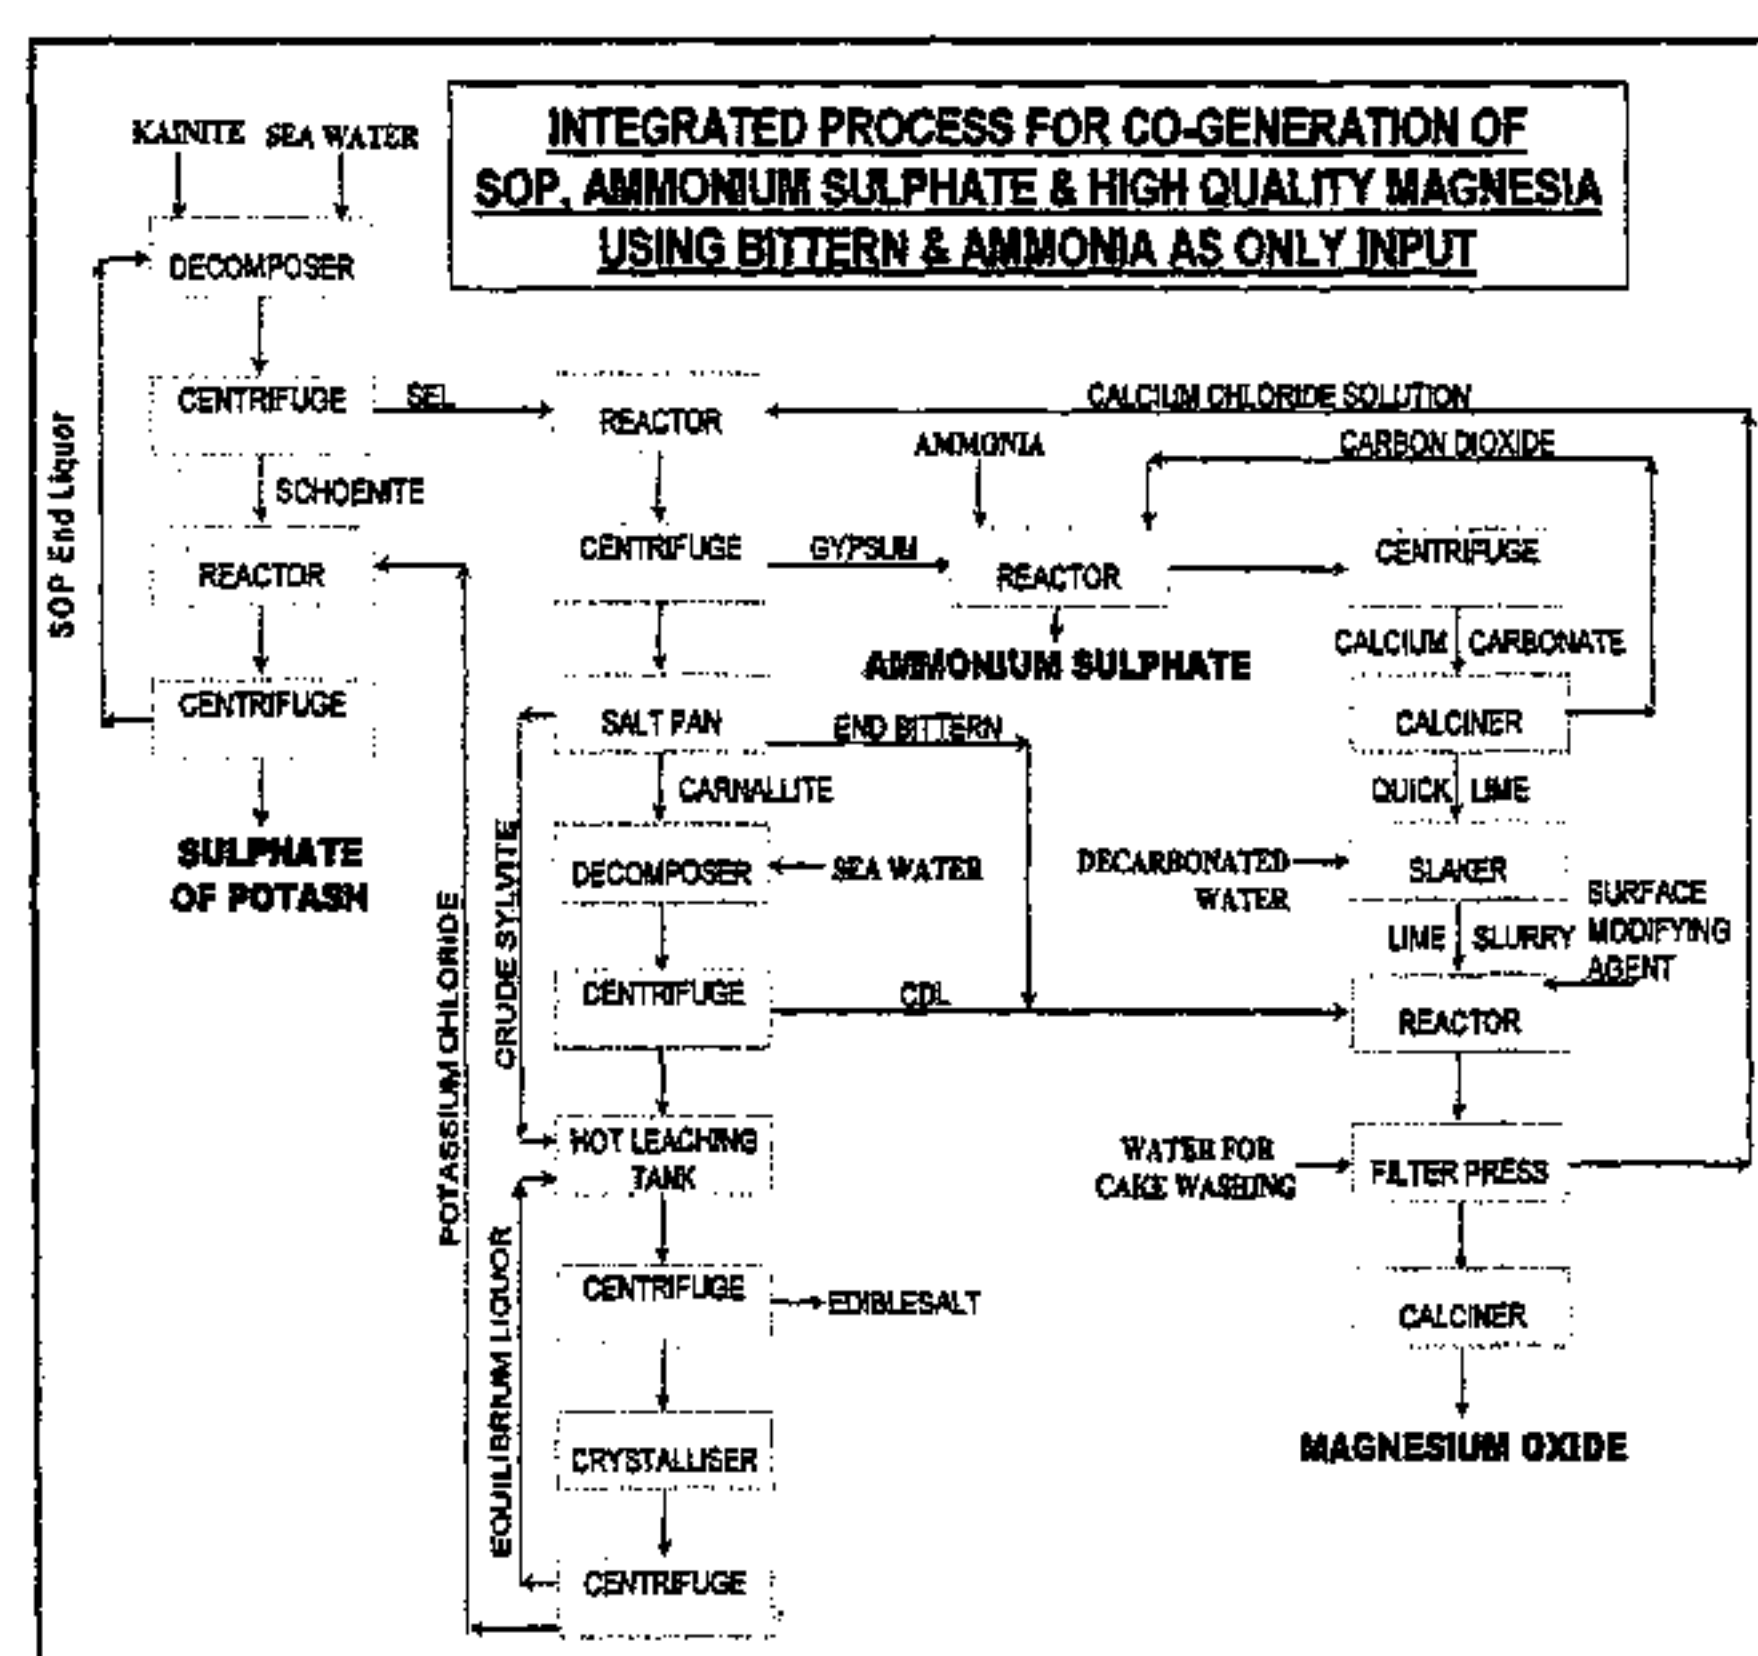 INTEGRATED PROCESS FOR CO-GENERATION OF
SOP, AMMONIUM SULPHATE & HIGH QUALITY MAGNESIA
USING BITTERN & AMMONIA AS ONLY INPUT
KAINITE
SEA WATER
DECOMPOSER
CENTRIFUGE
SCHOENITE
REACTOR
CENTRIFUGE
SULPHATE
OF POTASH
SOP End Liquor
SEL
REACTOR
CENTRIFUGE
GYPSUM
SALT PAN
END BITTERN
CARNALLITE
DECOMPOSER
SEA WATER
CENTRIFUGE
CDL
HOT LEACHING
TANK
CENTRIFUGE
EDIBLESALT
CRYSTALLISER
CENTRIFUGE
POTASSIUM CHLORIDE
CRUDE SYLVITE
EQUILIBRIUM LIQUOR
CALCIUM CHLORIDE SOLUTION
AMMONIA
CARBON DIOXIDE
REACTOR
AMMONIUM SULPHATE
CENTRIFUGE
CALCIUM CARBONATE
CALCINER
QUICK LIME
DECARBONATED
WATER
SLAKER
LIME SLURRY
SURFACE
MODIFYING
AGENT
REACTOR
WATER FOR
CAKE WASHING
FILTER PRESS
CALCINER
MAGNESIUM OXIDE